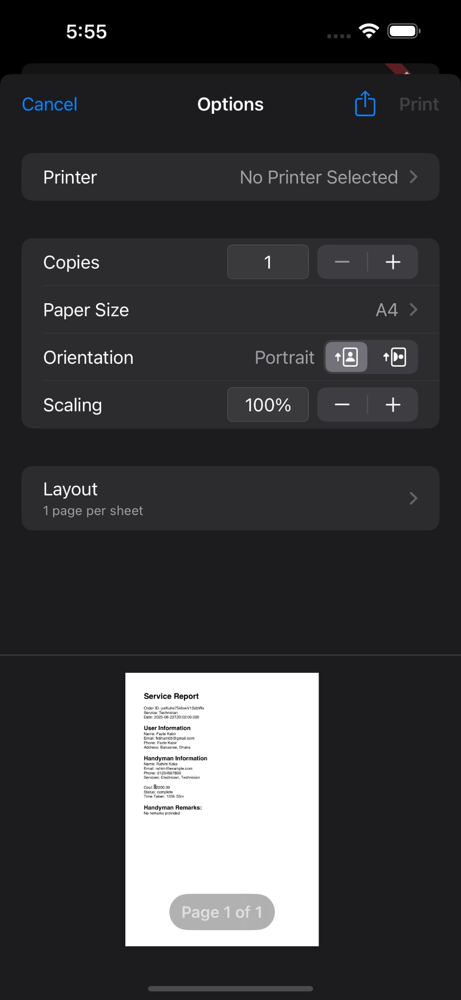 5:55
Cancel
Options
Print
Printer
No Printer Selected
Copies
1
Paper Size
A4
Orientation
Portrait
Scaling
100%
Layout
1 page per sheet
Service Report
Order ID: jvxKuhe75kfswV1SdbWx
Service: Technician
Date: 2025-08-23T20:02:00.000
User Information
Name: Fazle Kabir
Email: fktihum03@gmail.com
Phone: Fazle Kabir
Address: Banasree, Dhaka
Handyman Information
Name: Rahim Kaka
Email: rahim@example.com
Phone: 01234567890
Services: Electrician, Technician
Cost: 2200.00
Status: complete
Time Taken: 105h 53m
Handyman Remarks:
No remarks provided
Page 1 of 1